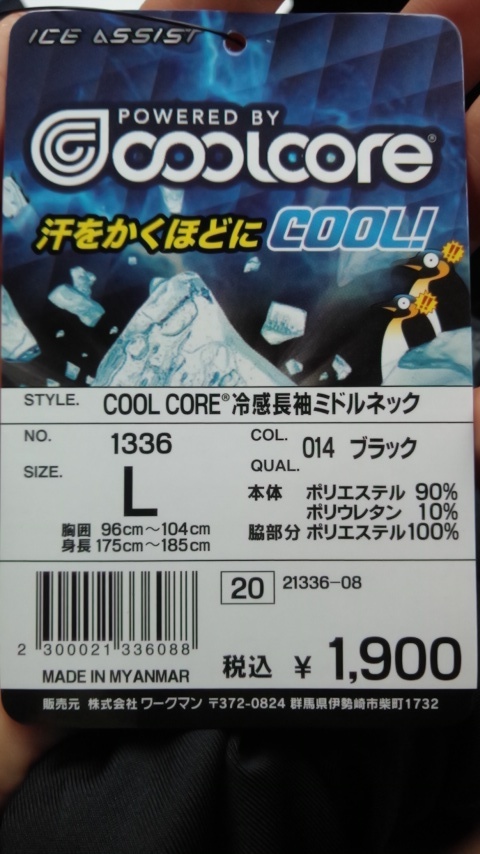 ICE ASSIST
POWERED BY
coolcore®
汗をかくほどに COOL!
STYLE. COOL CORE®冷感長袖ミドルネック
NO. 1336
COL. 014 ブラック
SIZE. L
胸囲 96cm〜104cm
身長 175cm〜185cm
QUAL.
本体 ポリエステル 90%
ポリウレタン 10%
脇部分 ポリエステル100%
20 21336-08
2 300021 336088
税込 ¥ 1,900
MADE IN MYANMAR
販売元 株式会社 ワークマン 〒372-0824 群馬県伊勢崎市柴町1732